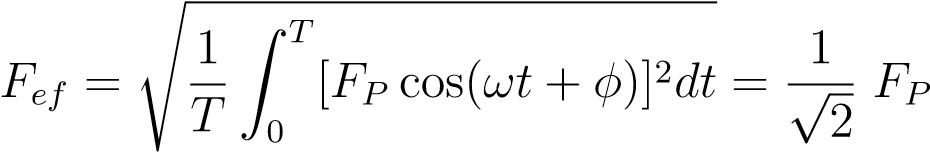 $F_{ef} = \sqrt{\frac{1}{T} \int_0^T [F_P \cos(\omega t + \phi)]^2 dt} = \frac{1}{\sqrt{2}} \; F_P$